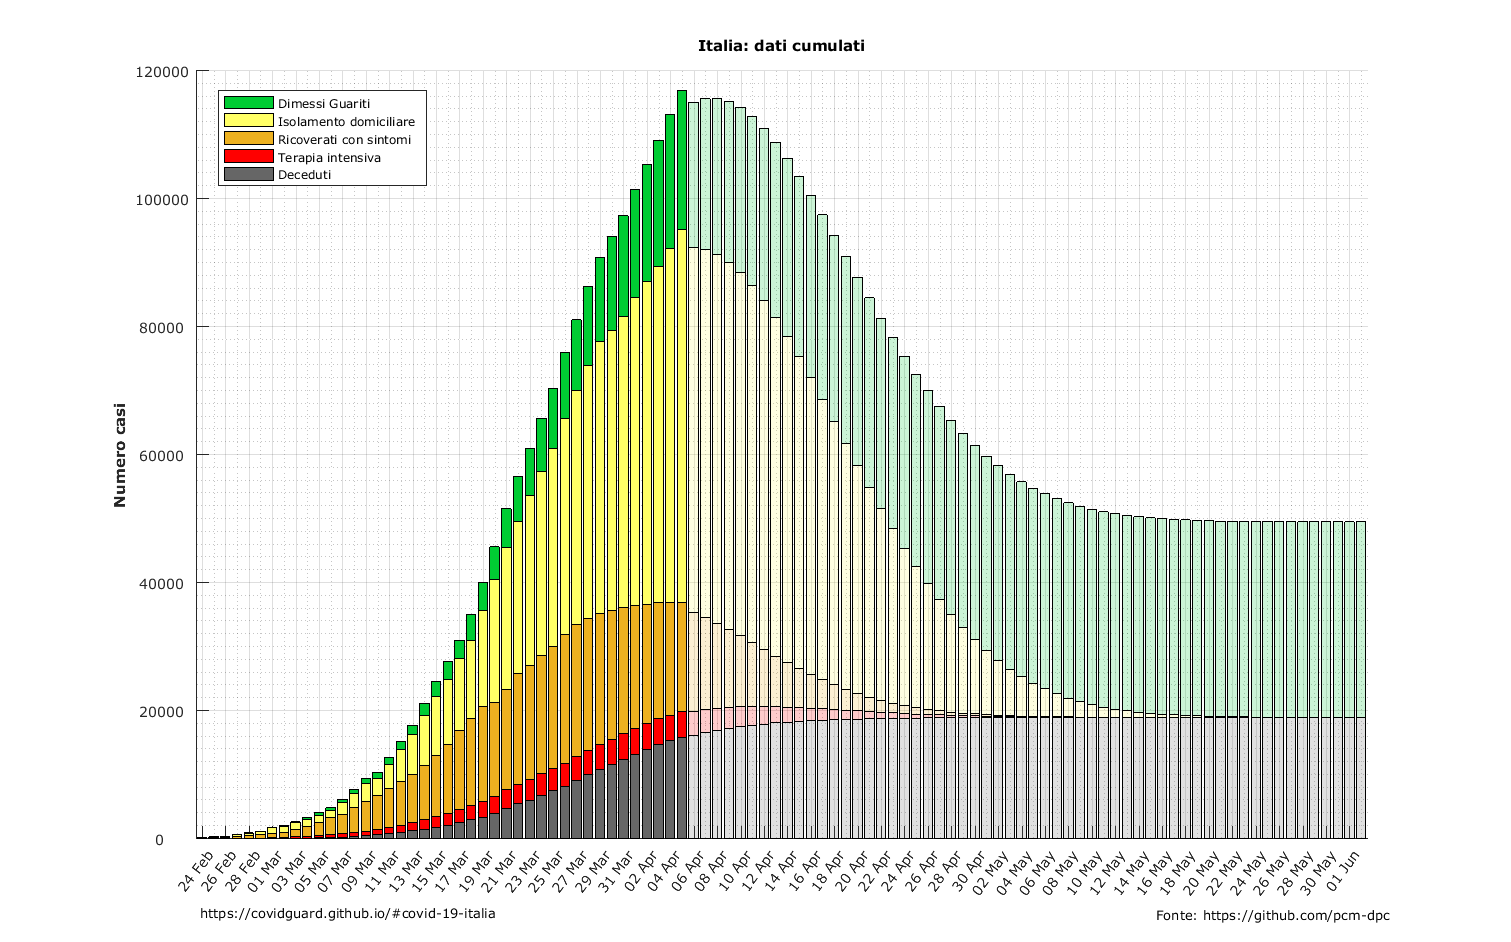 Italia: dati cumulati
120000
100000
80000
60000
40000
20000
0
Numero casi
Dimessi Guariti
Isolamento domiciliare
Ricoverati con sintomi
Terapia intensiva
Deceduti
24 Feb
26 Feb
28 Feb
01 Mar
03 Mar
05 Mar
07 Mar
09 Mar
11 Mar
13 Mar
15 Mar
17 Mar
19 Mar
21 Mar
23 Mar
25 Mar
27 Mar
29 Mar
31 Mar
02 Apr
04 Apr
06 Apr
08 Apr
10 Apr
12 Apr
14 Apr
16 Apr
18 Apr
20 Apr
22 Apr
24 Apr
26 Apr
28 Apr
30 Apr
02 May
04 May
06 May
08 May
10 May
12 May
14 May
16 May
18 May
20 May
22 May
24 May
26 May
28 May
30 May
01 Jun
https://covidguard.github.io/#covid-19-italia
Fonte: https://github.com/pcm-dpc